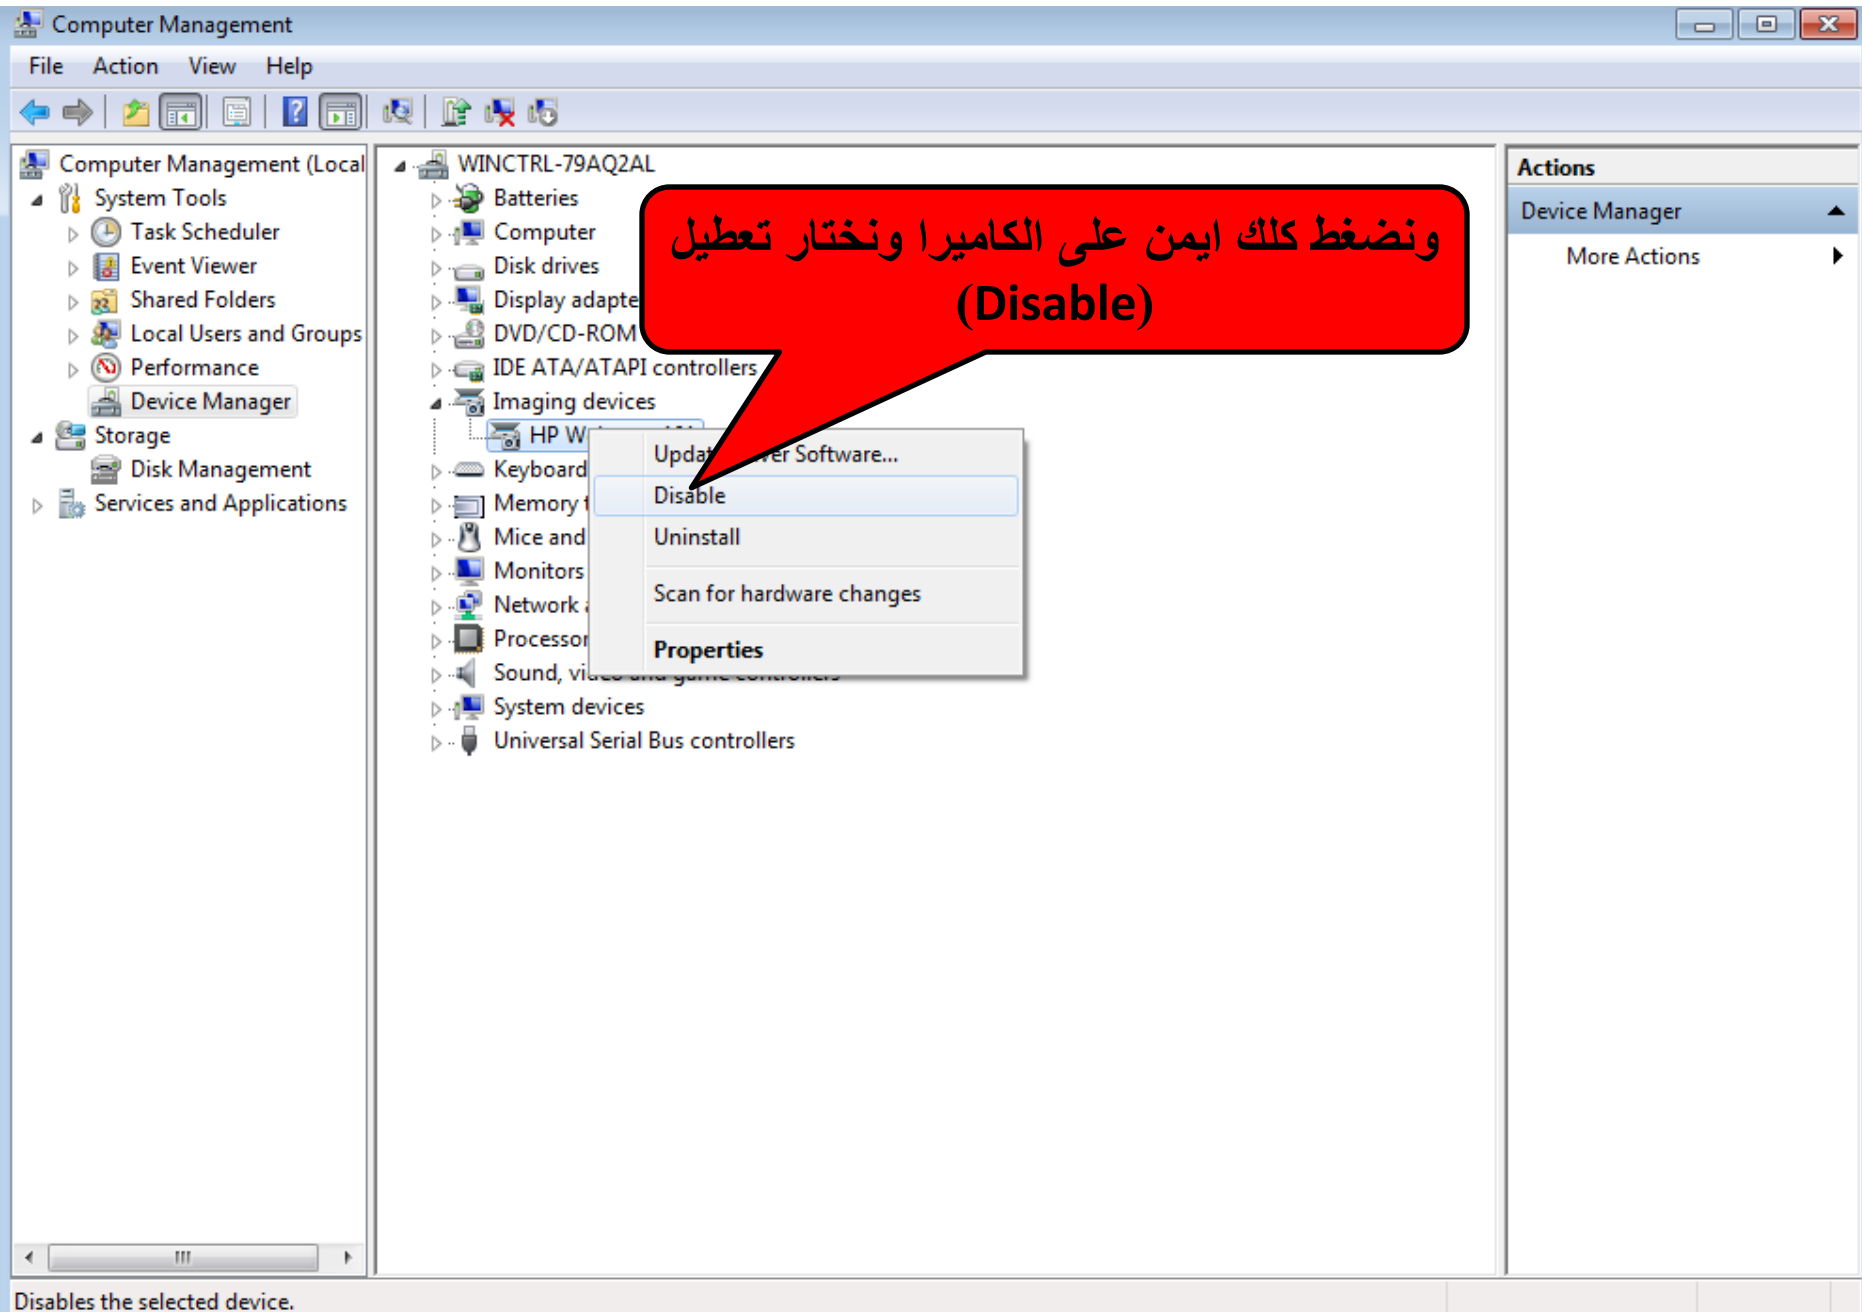 Computer Management
File Action View Help
Computer Management (Local
System Tools
Task Scheduler
Event Viewer
Shared Folders
Local Users and Groups
Performance
Device Manager
Storage
Disk Management
Services and Applications
WINCTRL-79AQ2AL
Batteries
Computer
Disk drives
Display adapte
DVD/CD-ROM
IDE ATA/ATAPI controllers
Imaging devices
HP
Keyboard
Memory
Mice and
Monitors
Network
Processor
Sound, video and game controllers
System devices
Universal Serial Bus controllers
ونضغط كلك ايمن على الكاميرا ونختار تعطيل
(Disable)
Software...
Disable
Uninstall
Scan for hardware changes
Properties
Actions
Device Manager
More Actions
Disables the selected device.